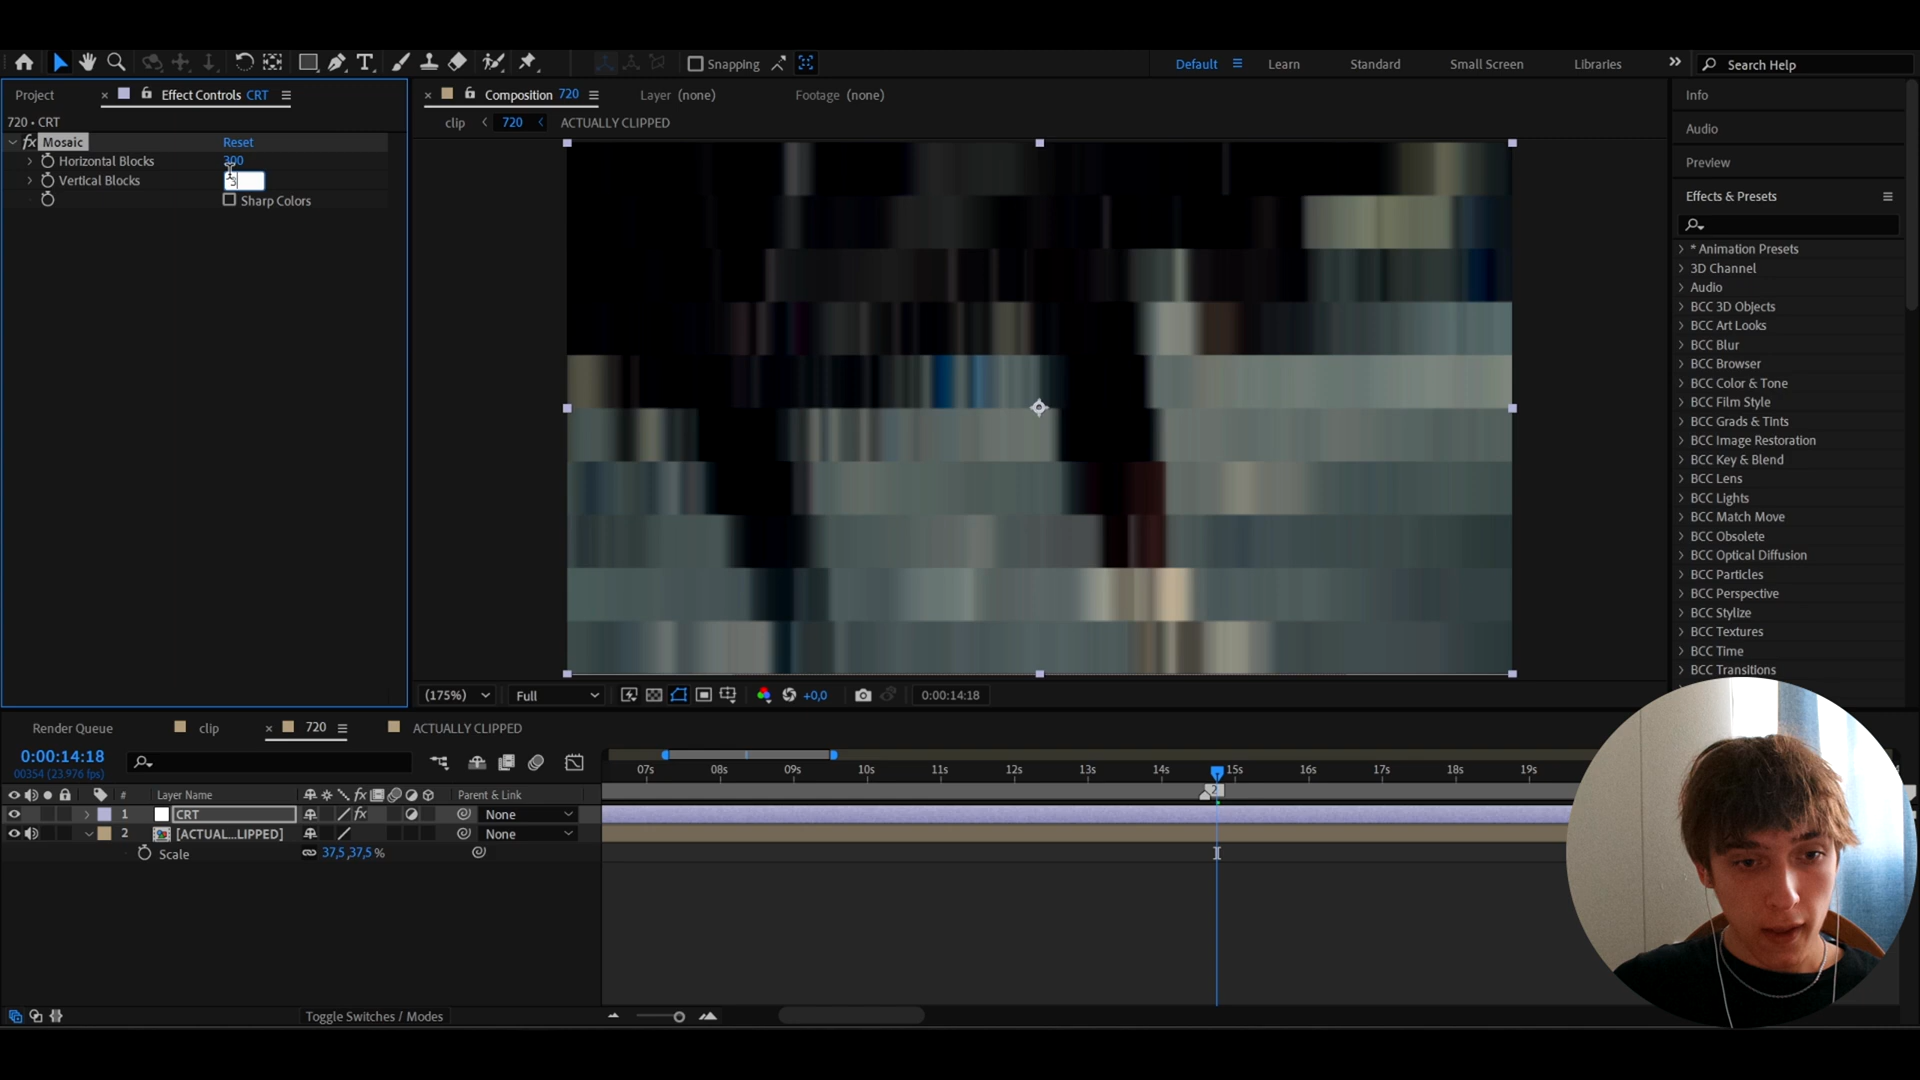 Snapping
Default
Learn
Standard
Small Screen
Libraries
Search Help
Project
Effect Controls CRT
Composition 720
Layer (none)
Footage (none)
Info
720 • CRT
clip
720
ACTUALLY CLIPPED
Audio
fx Mosaic
Reset
Horizontal Blocks
300
Preview
Vertical Blocks
3
Sharp Colors
Effects & Presets
* Animation Presets
3D Channel
Audio
BCC 3D Objects
BCC Art Looks
BCC Blur
BCC Browser
BCC Color & Tone
BCC Film Style
BCC Grads & Tints
BCC Image Restoration
BCC Key & Blend
BCC Lens
BCC Lights
BCC Match Move
BCC Obsolete
BCC Optical Diffusion
BCC Particles
BCC Perspective
BCC Stylize
BCC Textures
BCC Time
BCC Transitions
(175%)
Full
+0,0
0:00:14:18
Render Queue
clip
720
ACTUALLY CLIPPED
0:00:14:18
00354 (23.976 fps)
07s 08s 09s 10s 11s 12s 13s 14s 15s 16s 17s 18s 19s
2
# Layer Name
fx
Parent & Link
1 CRT
fx
None
2 [ACTUAL...LIPPED]
None
Scale
37,5,37,5 %
Toggle Switches / Modes